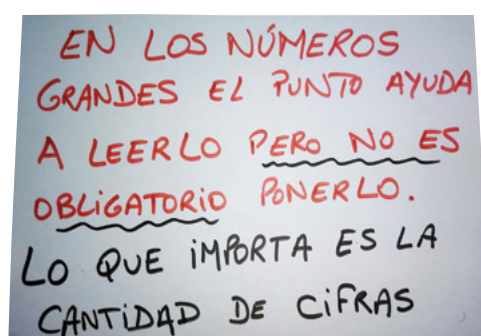 EN LOS NÚMEROS
GRANDES EL PUNTO AYUDA
A LEERLO PERO NO ES
OBLIGATORIO PONERLO.
LO QUE IMPORTA ES LA
CANTIDAD DE CIFRAS